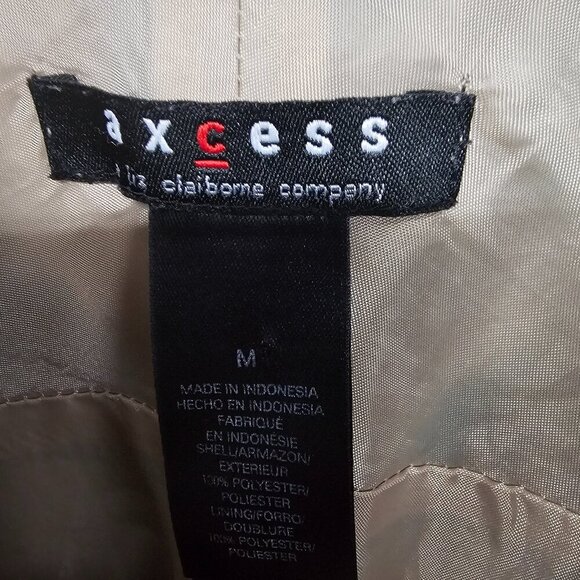 axcess
a liz claiborne company
M
MADE IN INDONESIA
HECHO EN INDONESIA
FABRIQUÉ
EN INDONESIE
SHELL/ARMAZON/
EXTERIEUR
100% POLYESTER/
POLIESTER
LINING/FORRO/
DOUBLURE
100% POLYESTER/
POLIESTER